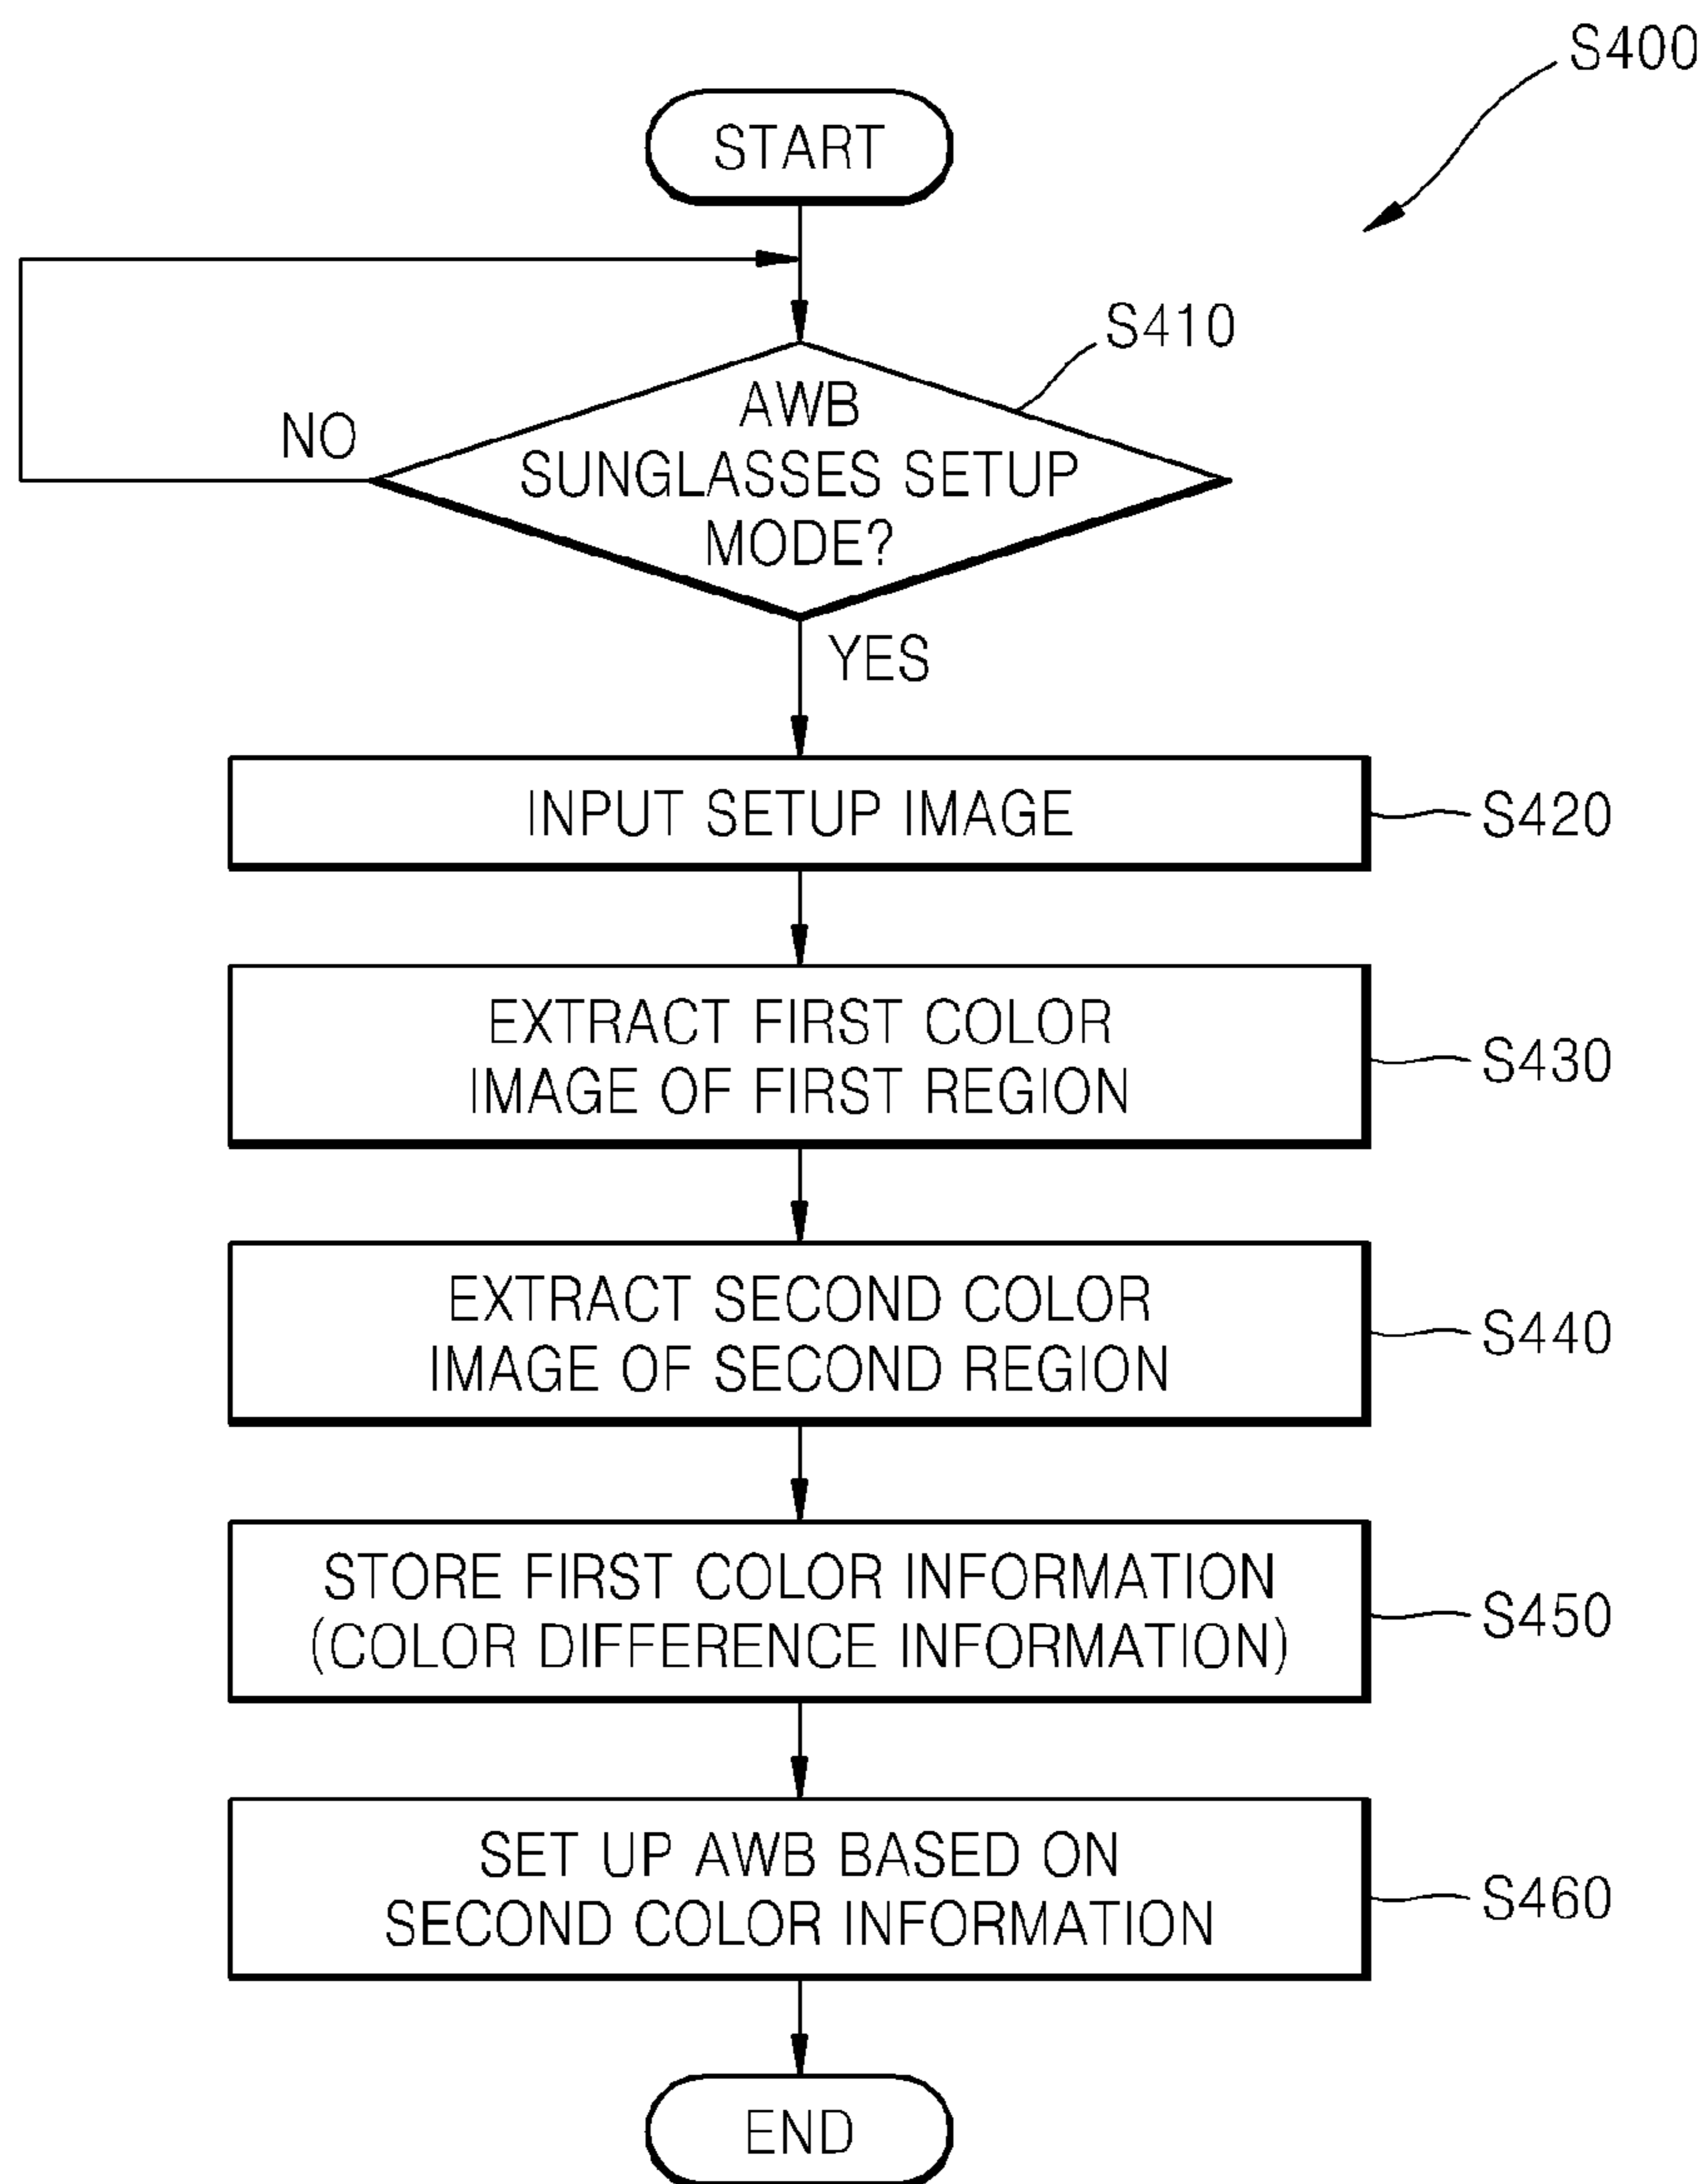 S400
START
S410
AWB
SUNGLASSES SETUP
MODE?
NO
YES
INPUT SETUP IMAGE
S420
EXTRACT FIRST COLOR
IMAGE OF FIRST REGION
S430
EXTRACT SECOND COLOR
IMAGE OF SECOND REGION
S440
STORE FIRST COLOR INFORMATION
(COLOR DIFFERENCE INFORMATION)
S450
SET UP AWB BASED ON
SECOND COLOR INFORMATION
S460
END